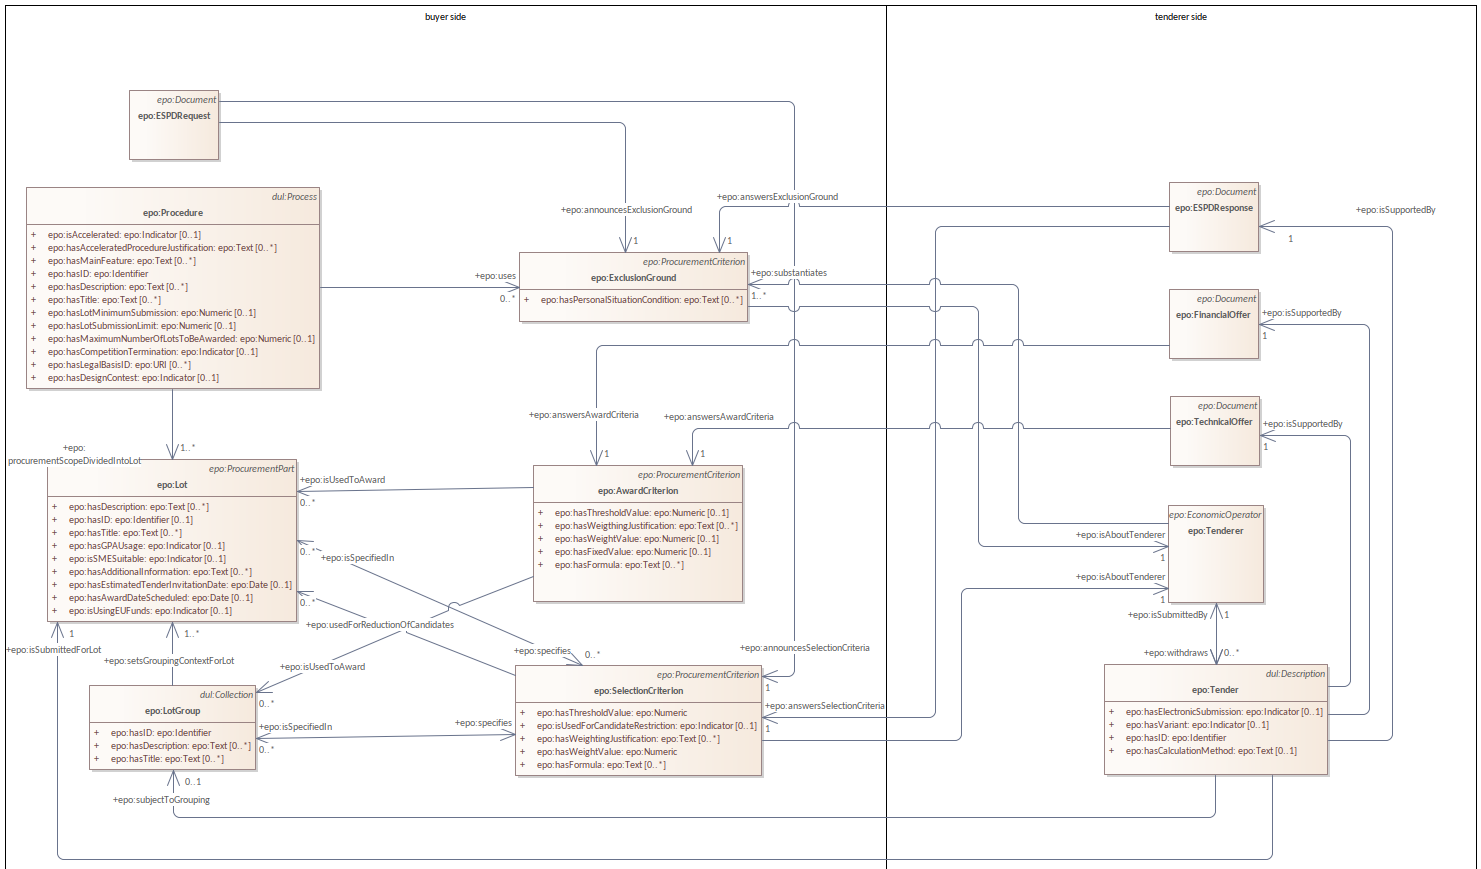 buyer side
tenderer side
epo:Document
epo:ESPDRequest
dul:Process
epo:Procedure
+ epo:isAccelerated: epo:Indicator [0..1]
+ epo:hasAcceleratedProcedureJustification: epo:Text [0..*]
+ epo:hasMainFeature: epo:Text [0..*]
+ epo:hasID: epo:Identifier
+ epo:hasDescription: epo:Text [0..*]
+ epo:hasTitle: epo:Text [0..*]
+ epo:hasLotMinimumSubmission: epo:Numeric [0..1]
+ epo:hasLotSubmissionLimit: epo:Numeric [0..1]
+ epo:hasMaximumNumberOfLotsToBeAwarded: epo:Numeric [0..1]
+ epo:hasCompetitionTermination: epo:Indicator [0..1]
+ epo:hasLegalBasisID: epo:URI [0..*]
+ epo:hasDesignContest: epo:Indicator [0..1]
+epo:announcesExclusionGround
1
+epo:answersExclusionGround
1
+epo:uses
0..*
epo:ProcurementCriterion
epo:ExclusionGround
+ epo:hasPersonalSituationCondition: epo:Text [0..*]
+epo:substantiates
1..*
epo:Document
epo:ESPDResponse
+epo:isSupportedBy
1
epo:Document
epo:FinancialOffer
+epo:isSupportedBy
1
epo:Document
epo:TechnicalOffer
+epo:isSupportedBy
1
+epo:answersAwardCriteria
1
+epo:answersAwardCriteria
1
+epo:
procurementScopeDividedIntoLot
1..*
epo:ProcurementPart
epo:Lot
+ epo:hasDescription: epo:Text [0..*]
+ epo:hasID: epo:Identifier [0..1]
+ epo:hasTitle: epo:Text [0..*]
+ epo:hasGPAUsage: epo:Indicator [0..1]
+ epo:isSMESuitable: epo:Indicator [0..1]
+ epo:hasAdditionalInformation: epo:Text [0..*]
+ epo:hasEstimatedTenderInvitationDate: epo:Date [0..1]
+ epo:hasAwardDateScheduled: epo:Date [0..1]
+ epo:isUsingEUFunds: epo:Indicator [0..1]
+epo:isUsedToAward
0..*
epo:ProcurementCriterion
epo:AwardCriterion
+ epo:hasThresholdValue: epo:Numeric [0..1]
+ epo:hasWeigthingJustification: epo:Text [0..*]
+ epo:hasWeightValue: epo:Numeric [0..1]
+ epo:hasFixedValue: epo:Numeric [0..1]
+ epo:hasFormula: epo:Text [0..*]
0..*
+epo:isSpecifiedIn
0..*
+epo:usedForReductionOfCandidates
epo:EconomicOperator
epo:Tenderer
+epo:isAboutTenderer
1
+epo:isAboutTenderer
1
+epo:isSubmittedBy
1
+epo:withdraws
0..*
1
+epo:isSubmittedForLot
1..*
+epo:setsGroupingContextForLot
+epo:isUsedToAward
0..*
+epo:specifies
0..*
+epo:announcesSelectionCriteria
1
dul:Collection
epo:LotGroup
+ epo:hasID: epo:Identifier
+ epo:hasDescription: epo:Text [0..*]
+ epo:hasTitle: epo:Text [0..*]
+epo:isSpecifiedIn
0..*
+epo:specifies
epo:ProcurementCriterion
epo:SelectionCriterion
+ epo:hasThresholdValue: epo:Numeric
+ epo:isUsedForCandidateRestriction: epo:Indicator [0..1]
+ epo:hasWeightingJustification: epo:Text [0..*]
+ epo:hasWeightValue: epo:Numeric
+ epo:hasFormula: epo:Text [0..*]
+epo:answersSelectionCriteria
1
dul:Description
epo:Tender
+ epo:hasElectronicSubmission: epo:Indicator [0..1]
+ epo:hasVariant: epo:Indicator [0..1]
+ epo:hasID: epo:Identifier
+ epo:hasCalculationMethod: epo:Text [0..1]
0..1
+epo:subjectToGrouping